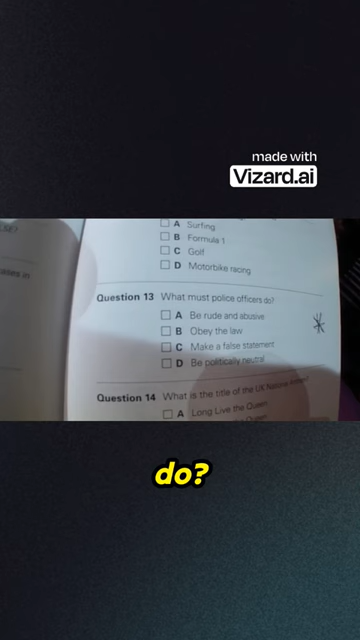 made with
Vizard.ai
A Surfing
B Formula 1
C Golf
D Motorbike racing
Question 13 What must police officers do?
A Be rude and abusive
B Obey the law
C Make a false statement
D Be politically neutral
Question 14 What is the title of the UK National
A Long Live the Queen
Queen
do?